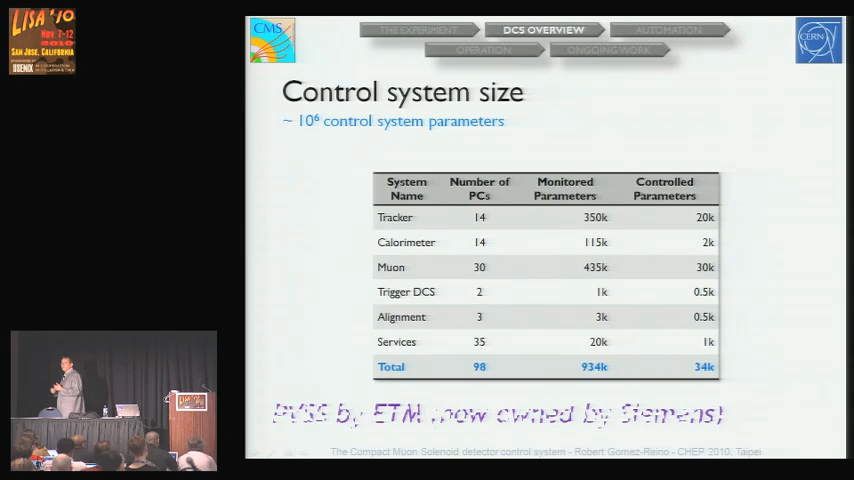 LISA '10
Nov 7-12
2010
SAN JOSE, CALIFORNIA
USENIX
CMS
THE EXPERIMENT
DCS OVERVIEW
AUTOMATION
OPERATION
ONGOING WORK
CERN
Control system size
~ 10⁶ control system parameters
System Name Number of PCs Monitored Parameters Controlled Parameters
Tracker 14 350k 20k
Calorimeter 14 115k 2k
Muon 30 435k 30k
Trigger DCS 2 1k 0.5k
Alignment 3 3k 0.5k
Services 35 20k 1k
Total 98 934k 34k
PVSS by ETM (now owned by Siemens)
The Compact Muon Solenoid detector control system - Robert Gomez-Reino - CHEP 2010, Taipei
LISA'10